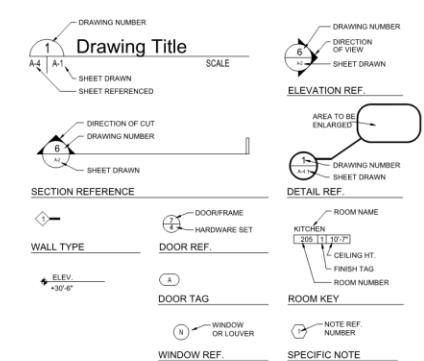 DRAWING NUMBER
1
Drawing Title
A-4 A-1
SCALE
SHEET DRAWN
SHEET REFERENCED
DRAWING NUMBER
DIRECTION
OF VIEW
6
A-2
SHEET DRAWN
ELEVATION REF.
DIRECTION OF CUT
DRAWING NUMBER
6
A-2
SHEET DRAWN
SECTION REFERENCE
AREA TO BE
ENLARGED
1
A-4.1
DRAWING NUMBER
SHEET DRAWN
DETAIL REF.
1
WALL TYPE
7
4
DOOR/FRAME
HARDWARE SET
DOOR REF.
ROOM NAME
KITCHEN
205 1 10'-7"
CEILING HT.
FINISH TAG
ROOM NUMBER
ROOM KEY
ELEV.
+30'-6"
A
DOOR TAG
N
WINDOW
OR LOUVER
WINDOW REF.
1
NOTE REF.
NUMBER
SPECIFIC NOTE